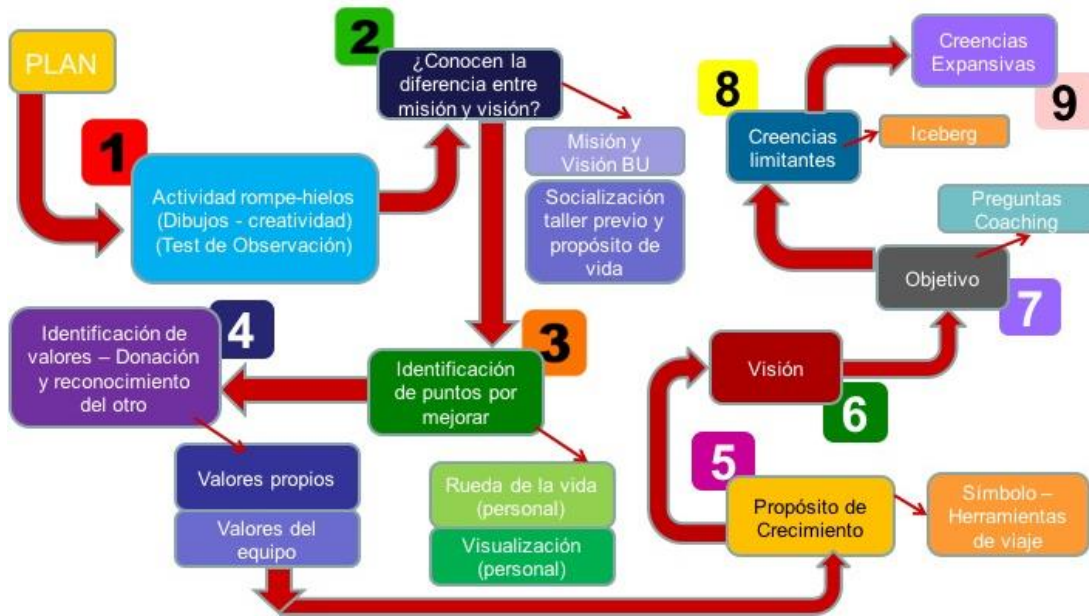 PLAN
1
Actividad rompe-hielos
(Dibujos - creatividad)
(Test de Observación)
2
¿Conocen la
diferencia entre
misión y visión?
Misión y
Visión BU
Socialización
taller previo y
propósito de
vida
3
Identificación
de puntos por
mejorar
Rueda de la vida
(personal)
Visualización
(personal)
4
Identificación de
valores – Donación
y reconocimiento
del otro
Valores propios
Valores del
equipo
5
Propósito de
Crecimiento
Símbolo –
Herramientas
de viaje
6
Visión
7
Objetivo
Preguntas
Coaching
8
Creencias
limitantes
Iceberg
9
Creencias
Expansivas